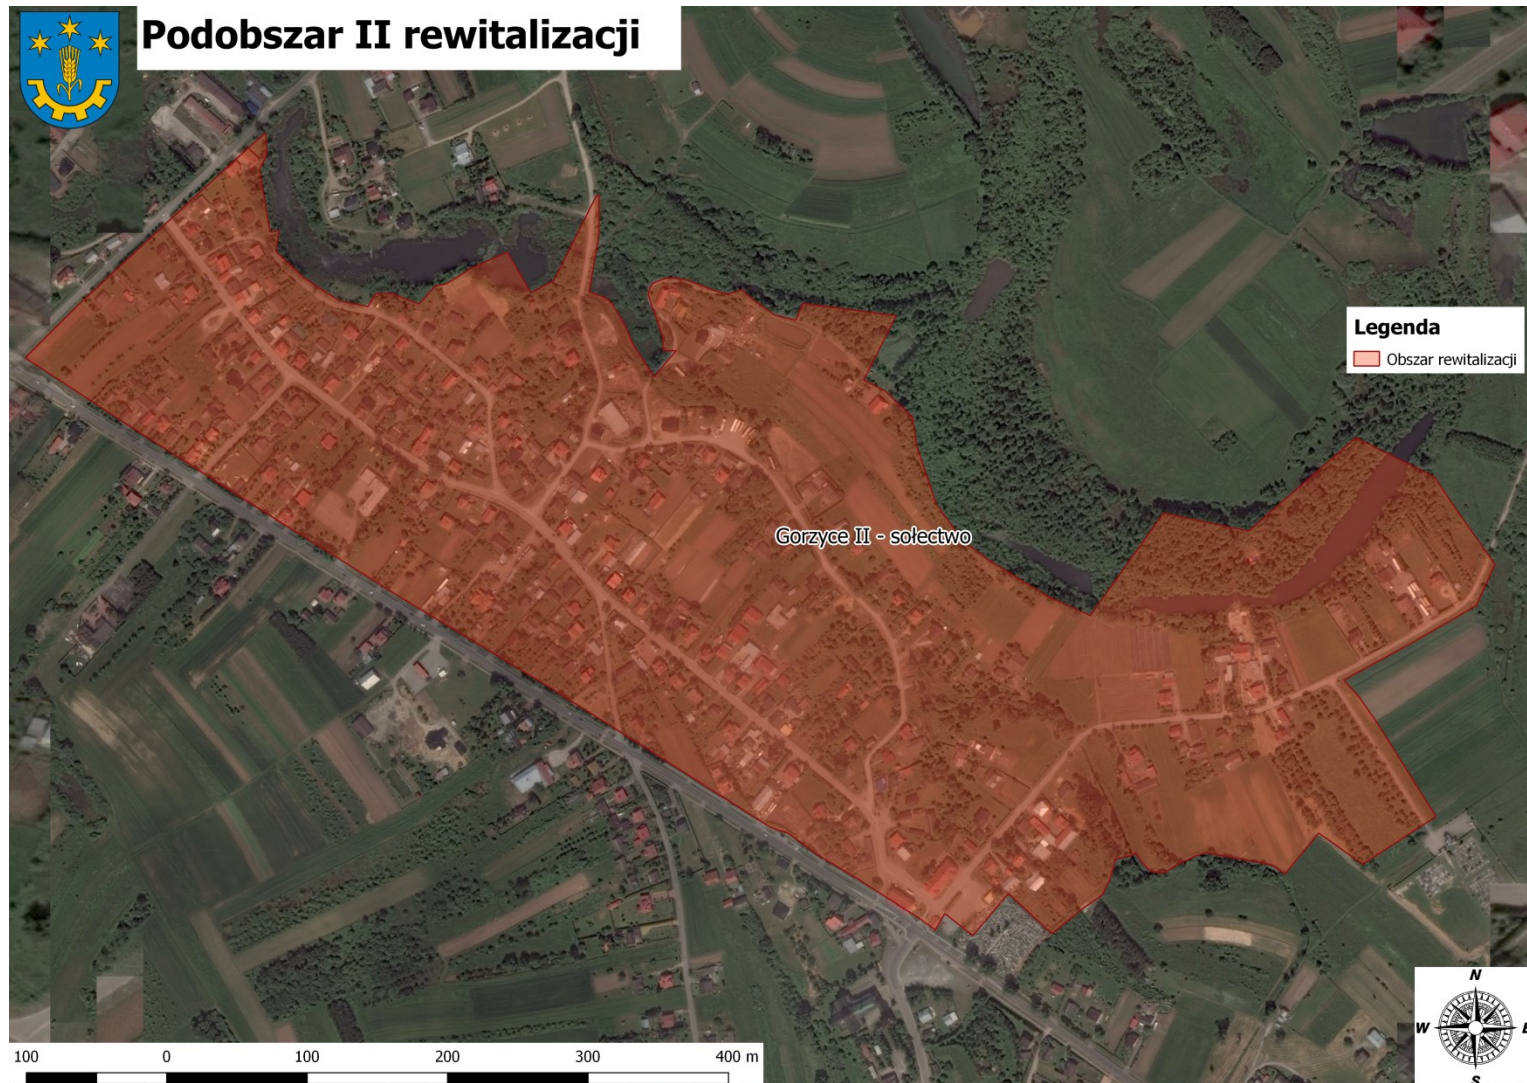 Podobszar II rewitalizacji
Legenda
Obszar rewitalizacji
Gorzyce II - sołectwo
N
W E
S
100 0 100 200 300 400 m